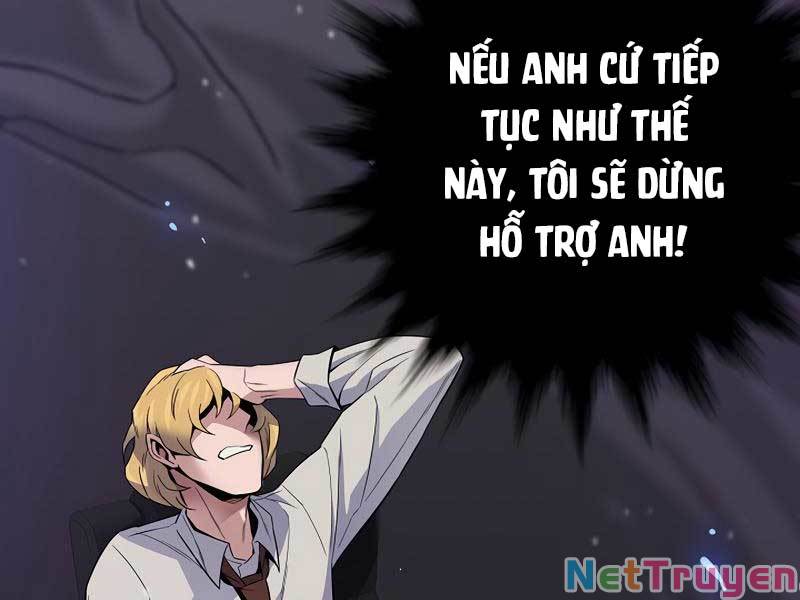 NẾU ANH CỨ TIẾP
TỤC NHƯ THẾ
NÀY, TÔI SẼ DỪNG
HỖ TRỢ ANH!
NetTruyen